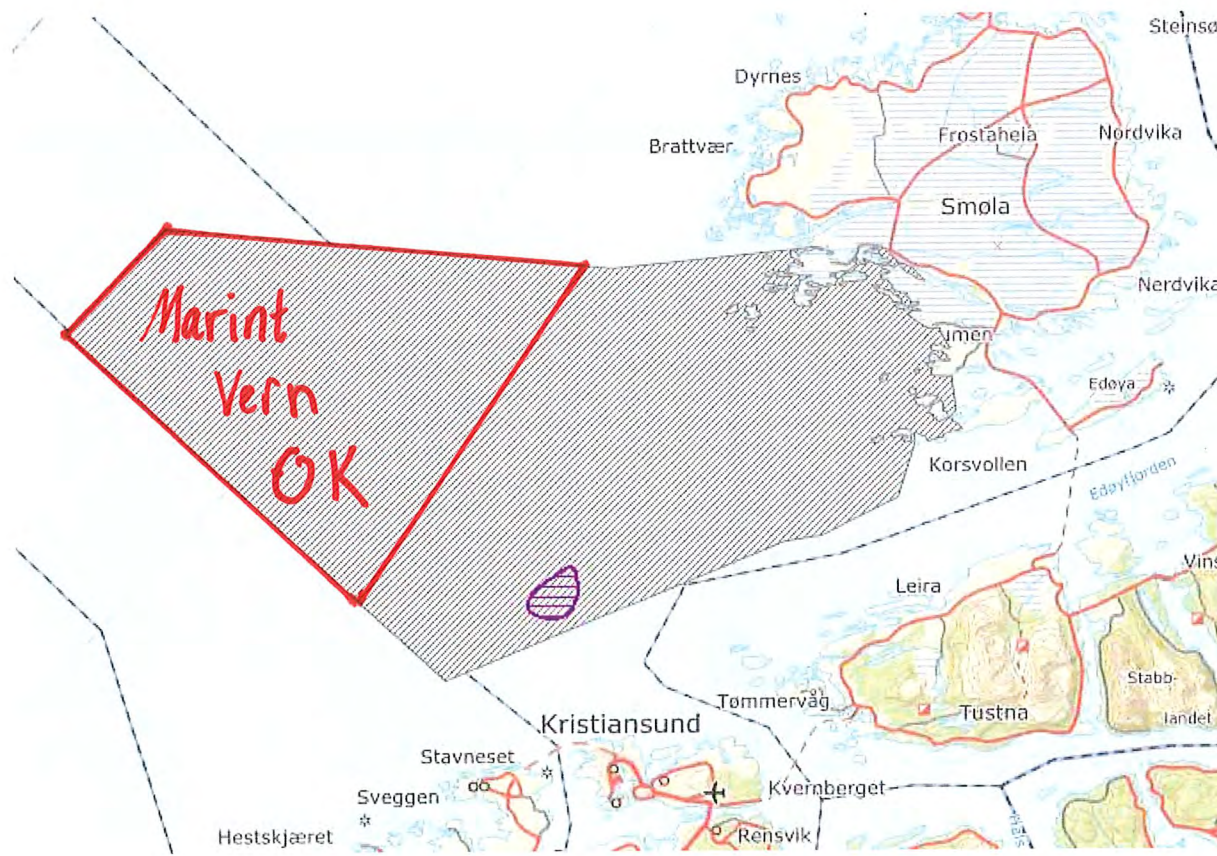 Steinsø
Dyrnes
Brattvær
Frostaheia
Nordvika
Smøla
Nerdvika
Marint
Vern
OK
umen
Edøya
Korsvollen
Edøyfjorden
Leira
Vins
Tømmervåg
Tustna
Stabb-
landet
Kristiansund
Stavneset
Sveggen
Kvernberget
Hestskjæret
Rensvik